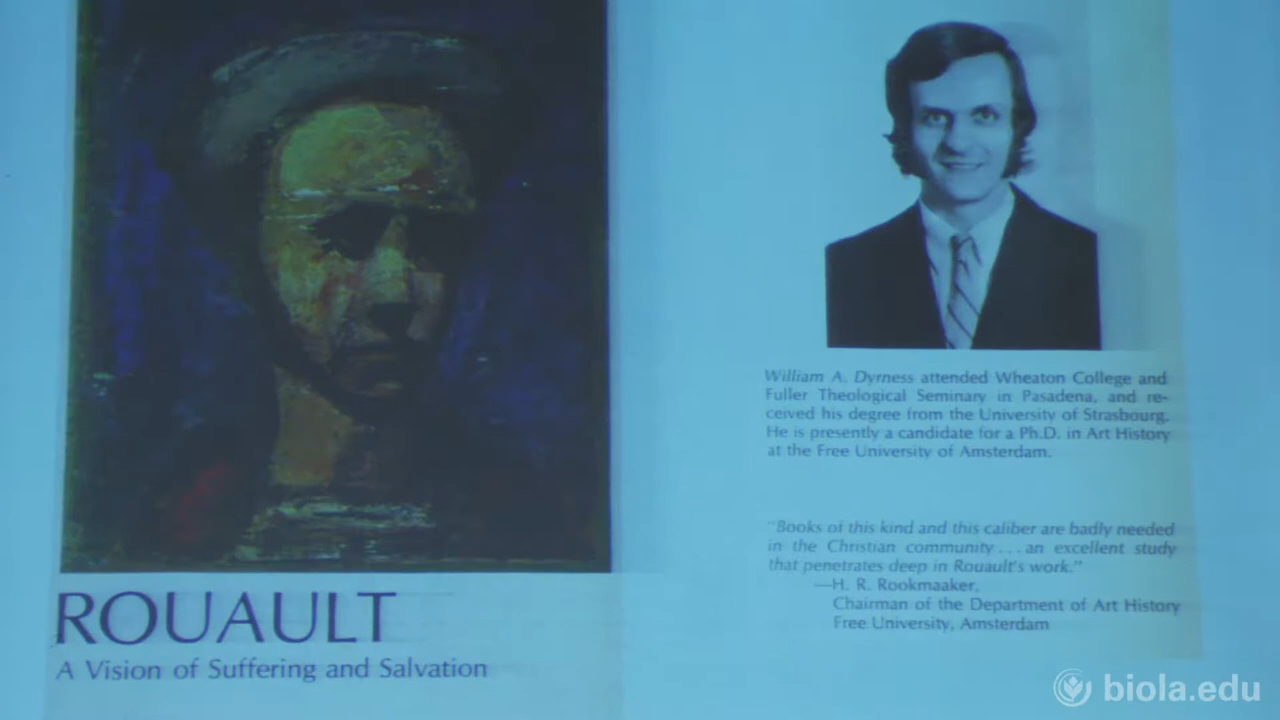 ROUAULT
A Vision of Suffering and Salvation
William A. Dyrness attended Wheaton College and
Fuller Theological Seminary in Pasadena, and re-
ceived his degree from the University of Strasbourg.
He is presently a candidate for a Ph.D. in Art History
at the Free University of Amsterdam.
"Books of this kind and this caliber are badly needed
in the Christian community . . . an excellent study
that penetrates deep in Rouault's work."
—H. R. Rookmaaker,
Chairman of the Department of Art History
Free University, Amsterdam
biola.edu